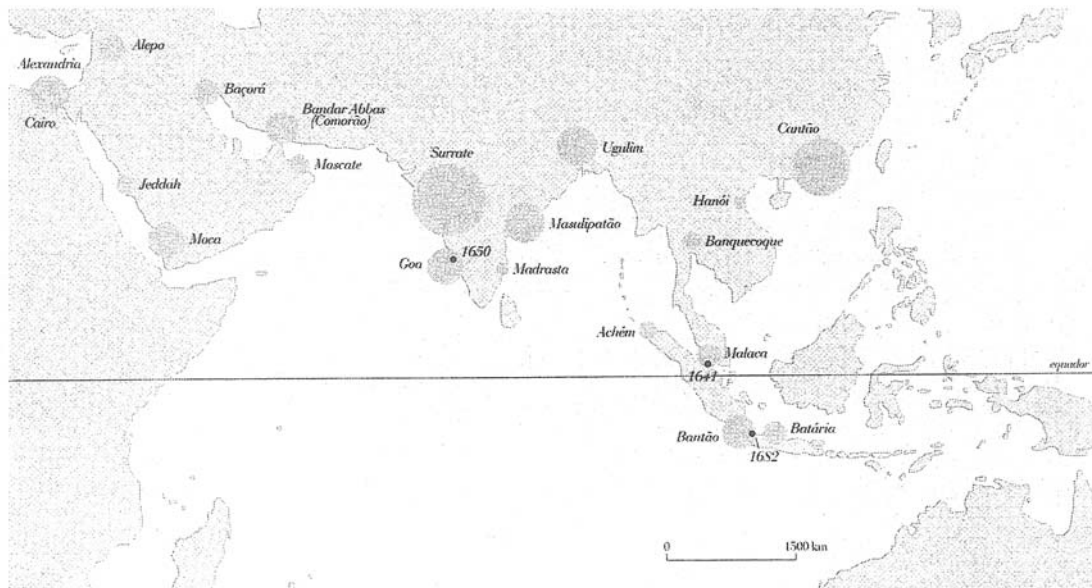 Alepo
Alexandria
Cairo
Baçorá
Bandar Abbas
(Comorão)
Mascate
Jeddah
Moca
Surrate
Ugulim
Masulipatão
1650
Goa
Madrasta
Cantão
Hanói
Banquecoque
Achém
Malaca
1641
equador
Bantão
Batária
1682
0
1500 km